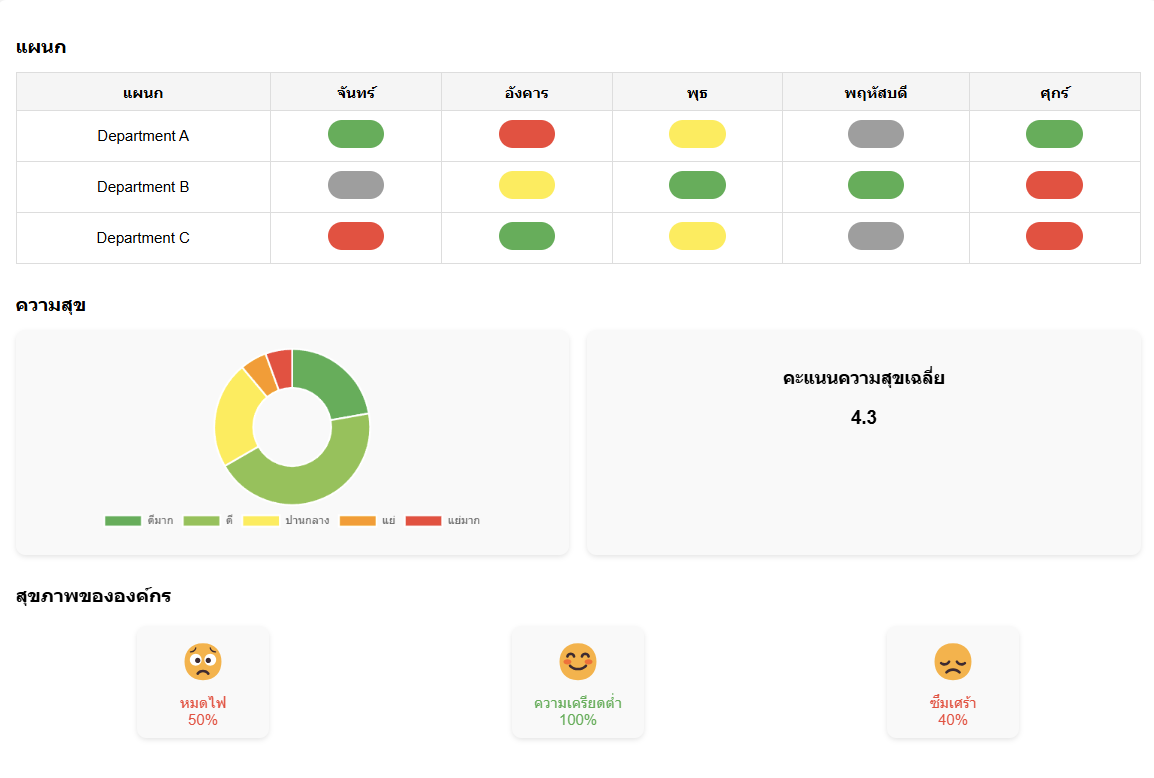 แผนก
แผนก จันทร์ อังคาร พุธ พฤหัสบดี ศุกร์
Department A
Department B
Department C
ความสุข
ดีมาก ดี ปานกลาง แย่ แย่มาก
คะแนนความสุขเฉลี่ย
4.3
สุขภาพขององค์กร
หมดไฟ
50%
ความเครียดต่ำ
100%
ซึมเศร้า
40%